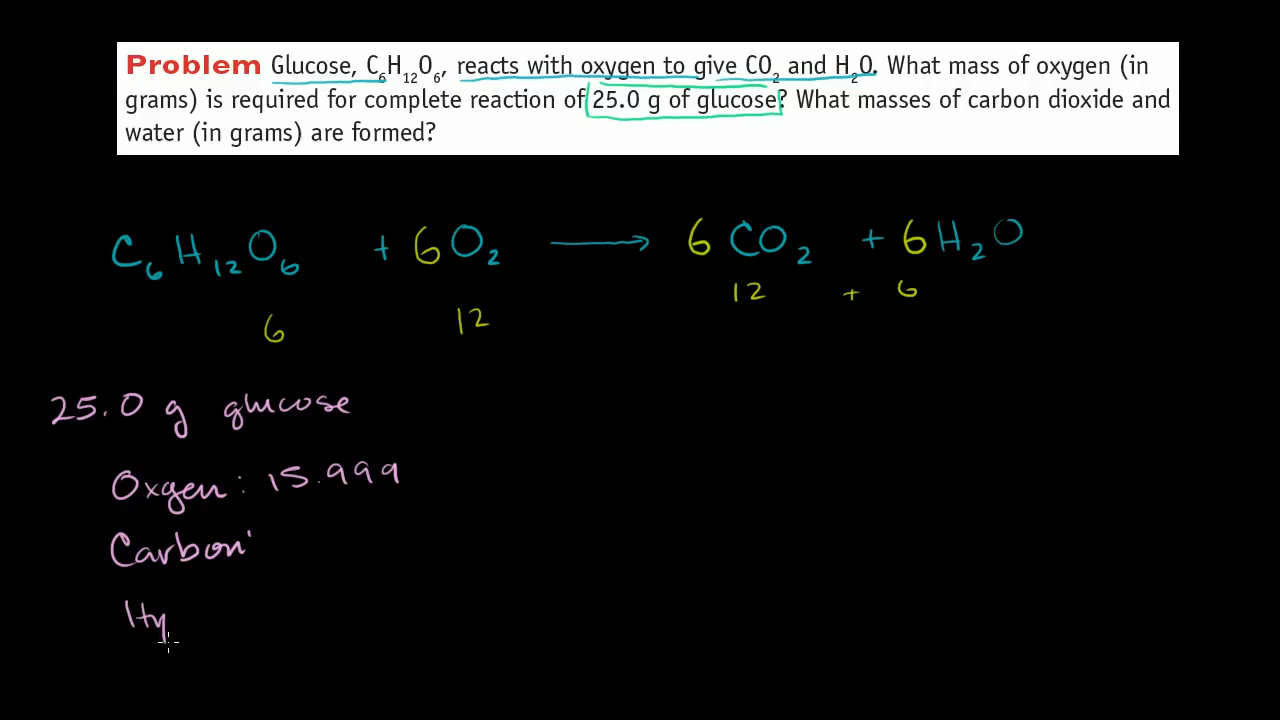 Problem Glucose, C₆H₁₂O₆, reacts with oxygen to give CO₂ and H₂O. What mass of oxygen (in
grams) is required for complete reaction of 25.0 g of glucose? What masses of carbon dioxide and
water (in grams) are formed?
C₆H₁₂O₆ + 6O₂ → 6CO₂ + 6H₂O
12 + 6
6 12
25.0 g glucose
Oxgen: 15.999
Carbon
Hy